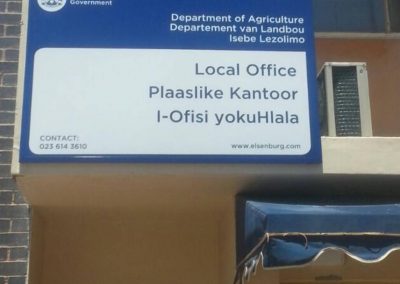 Government
Department of Agriculture
Departement van Landbou
Isebe Lezolimo
Local Office
Plaaslike Kantoor
I-Ofisi yokuHlala
CONTACT:
023 614 3610
www.elsenburg.com